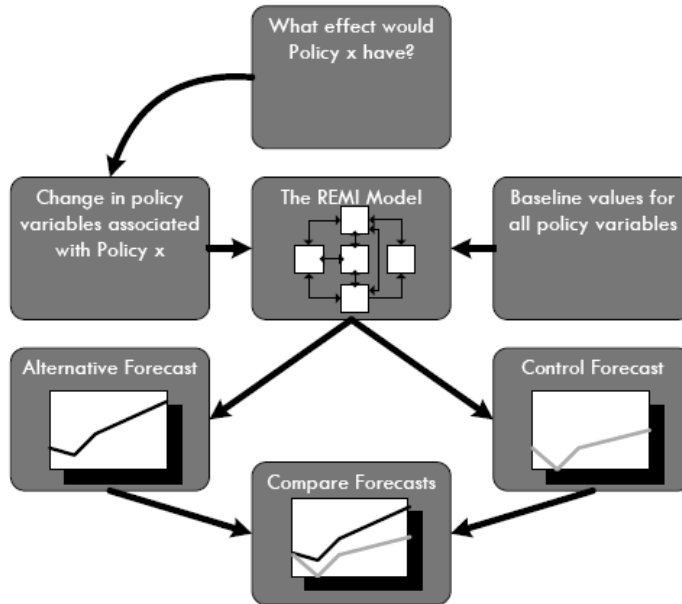 What effect would
Policy x have?
Change in policy
variables associated
with Policy x
The REMI Model
Baseline values for
all policy variables
Alternative Forecast
Control Forecast
Compare Forecasts